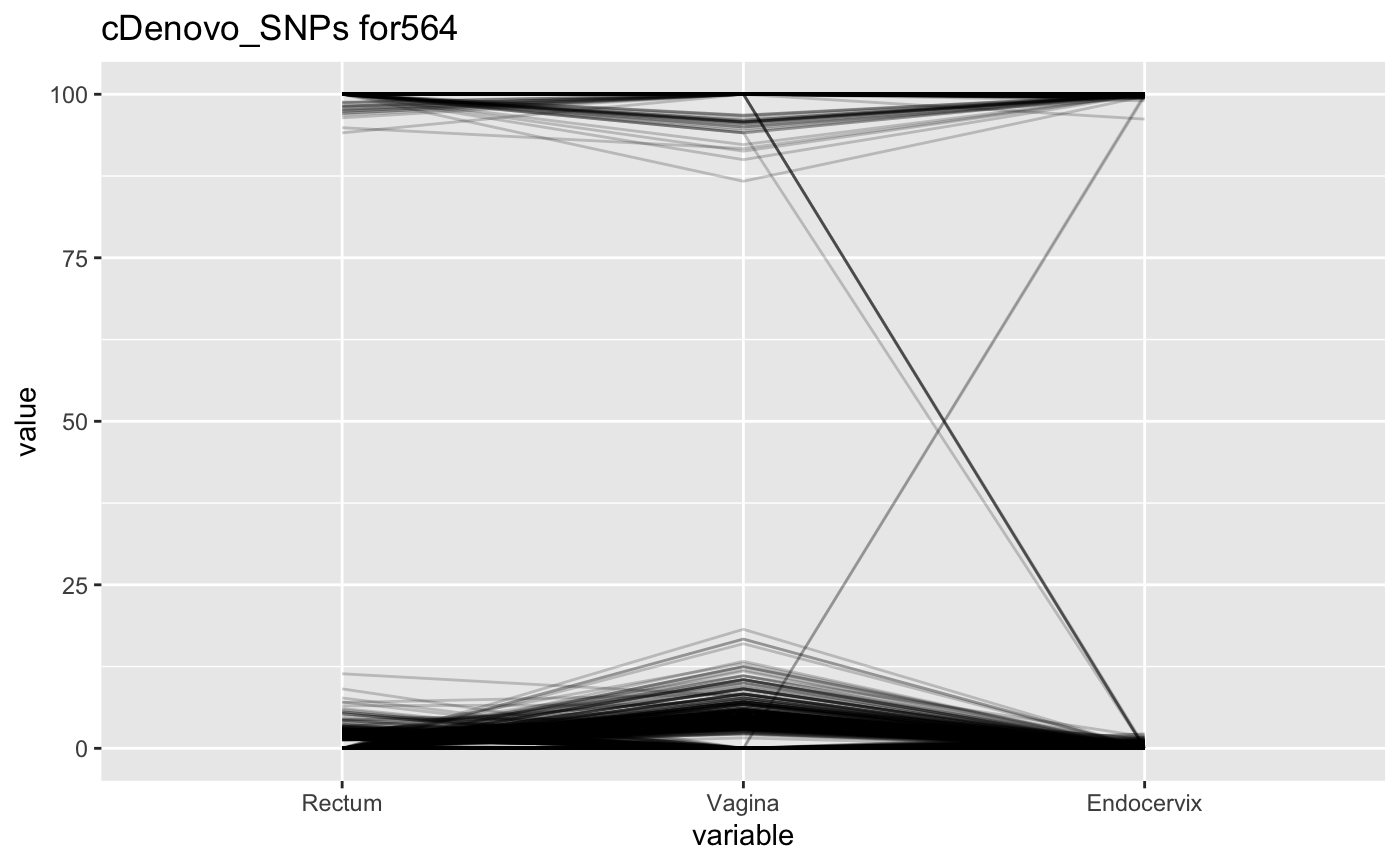 cDenovo_SNPs for564
100
75
50
25
0
value
Rectum Vagina Endocervix
variable